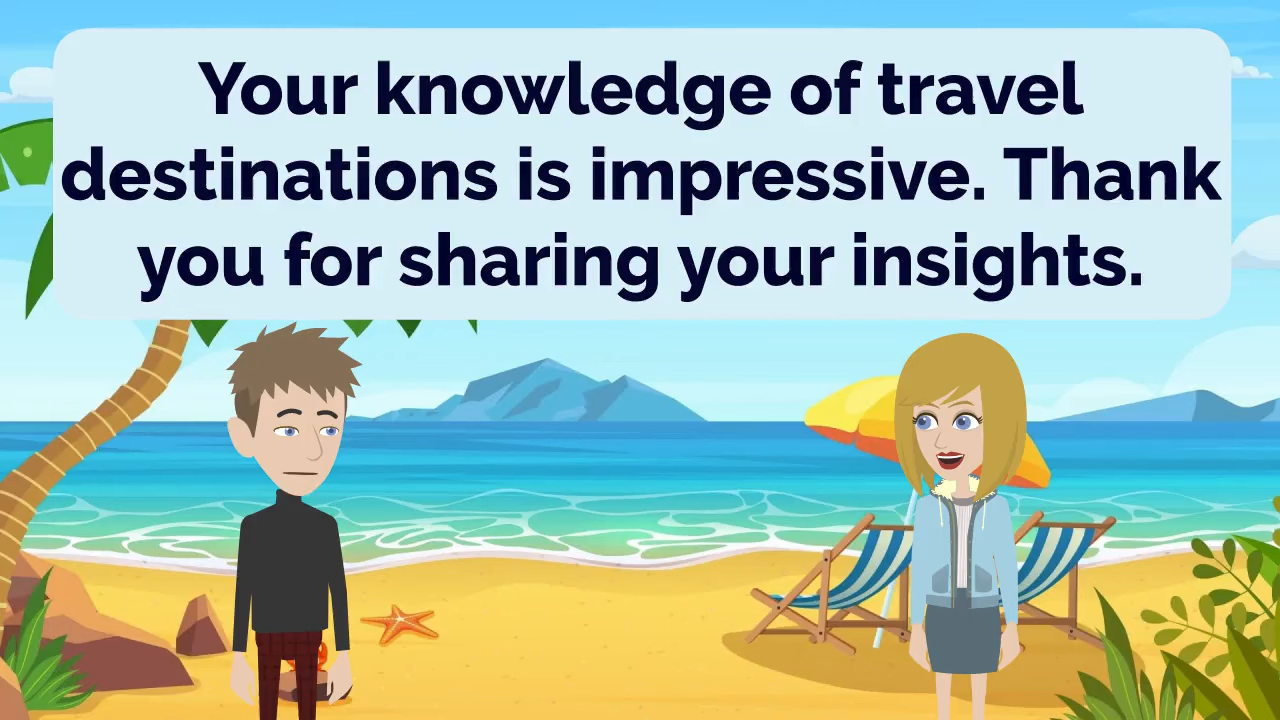 Your knowledge of travel
destinations is impressive. Thank
you for sharing your insights.